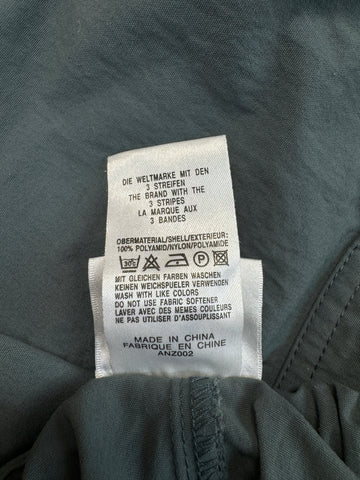 DIE WELTMARKE MIT DEN
3 STREIFEN
THE BRAND WITH THE
3 STRIPES
LA MARQUE AUX
3 BANDES
OBERMATERIAL/SHELL/EXTERIEUR:
100% POLYAMID/NYLON/POLYAMIDE
30°C P
MIT GLEICHEN FARBEN WASCHEN
KEINEN WEICHSPUELER VERWENDEN
WASH WITH LIKE COLORS
DO NOT USE FABRIC SOFTENER
LAVER AVEC DES MEMES COULEURS
NE PAS UTILISER D'ASSOUPLISSANT
MADE IN CHINA
FABRIQUE EN CHINE
ANZ002